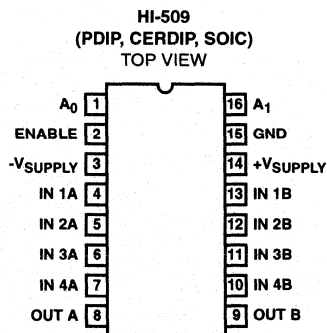 HI-509
(PDIP, CERDIP, SOIC)
TOP VIEW
A0 1 16 A1
ENABLE 2 15 GND
-VSUPPLY 3 14 +VSUPPLY
IN 1A 4 13 IN 1B
IN 2A 5 12 IN 2B
IN 3A 6 11 IN 3B
IN 4A 7 10 IN 4B
OUT A 8 9 OUT B